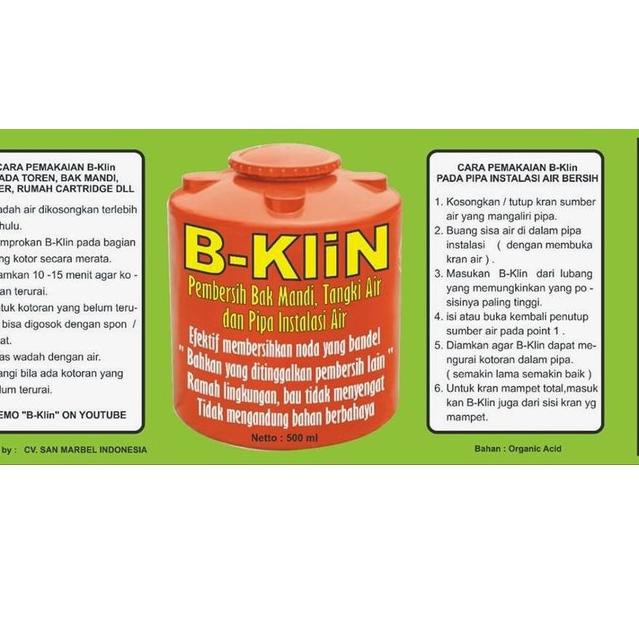 CARA PEMAKAIAN B-Klin
ADA TOREN, BAK MANDI,
ER, RUMAH CARTRIDGE DLL
adah air dikosongkan terlebih
hulu.
mprokan B-Klin pada bagian
ng kotor secara merata.
amkan 10 -15 menit agar ko -
an terurai.
tuk kotoran yang belum teru-
bisa digosok dengan spon /
at.
as wadah dengan air.
angi bila ada kotoran yang
lum terurai.
EMO "B-Klin" ON YOUTUBE
by : CV. SAN MARBEL INDONESIA
B-KLiN
Pembersih Bak Mandi, Tangki Air
dan Pipa Instalasi Air
Efektif membersihkan noda yang bandel
" Bahkan yang ditinggalkan pembersih lain "
Ramah lingkungan, bau tidak menyengat
Tidak mengandung bahan berbahaya
Netto : 500 ml
CARA PEMAKAIAN B-Klin
PADA PIPA INSTALASI AIR BERSIH
1. Kosongkan / tutup kran sumber
air yang mangaliri pipa.
2. Buang sisa air di dalam pipa
instalasi ( dengan membuka
kran air ) .
3. Masukan B-Klin dari lubang
yang memungkinkan yang po -
sisinya paling tinggi.
4. isi atau buka kembali penutup
sumber air pada point 1 .
5. Diamkan agar B-Klin dapat me-
ngurai kotoran dalam pipa.
( semakin lama semakin baik )
6. Untuk kran mampet total,masuk
kan B-Klin juga dari sisi kran yg
mampet.
Bahan : Organic Acid